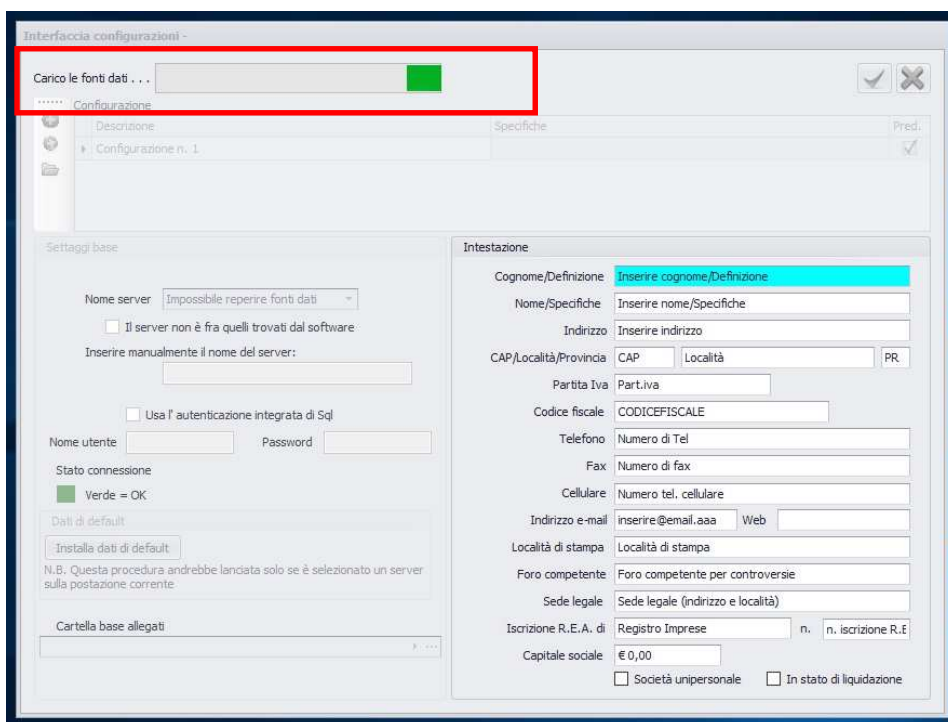 Interfaccia configurazioni -
Carico le fonti dati . . .
Configurazione
Descrizione Specifiche Pred.
Configurazione n. 1
Settaggi base
Nome server Impossibile reperire fonti dati
Il server non è fra quelli trovati dal software
Inserire manualmente il nome del server:
Usa l' autenticazione integrata di Sql
Nome utente Password
Stato connessione
Verde = OK
Dati di default
Installa dati di default
N.B. Questa procedura andrebbe lanciata solo se è selezionato un server
sulla postazione corrente
Cartella base allegati
Intestazione
Cognome/Definizione Inserire cognome/Definizione
Nome/Specifiche Inserire nome/Specifiche
Indirizzo Inserire indirizzo
CAP/Località/Provincia CAP Località PR
Partita Iva Part.iva
Codice fiscale CODICEFISCALE
Telefono Numero di Tel
Fax Numero di fax
Cellulare Numero tel. cellulare
Indirizzo e-mail inserire@email.aaa Web
Località di stampa Località di stampa
Foro competente Foro competente per controversie
Sede legale Sede legale (indirizzo e località)
Iscrizione R.E.A. di Registro Imprese n. n. iscrizione R.E
Capitale sociale € 0,00
Società unipersonale In stato di liquidazione